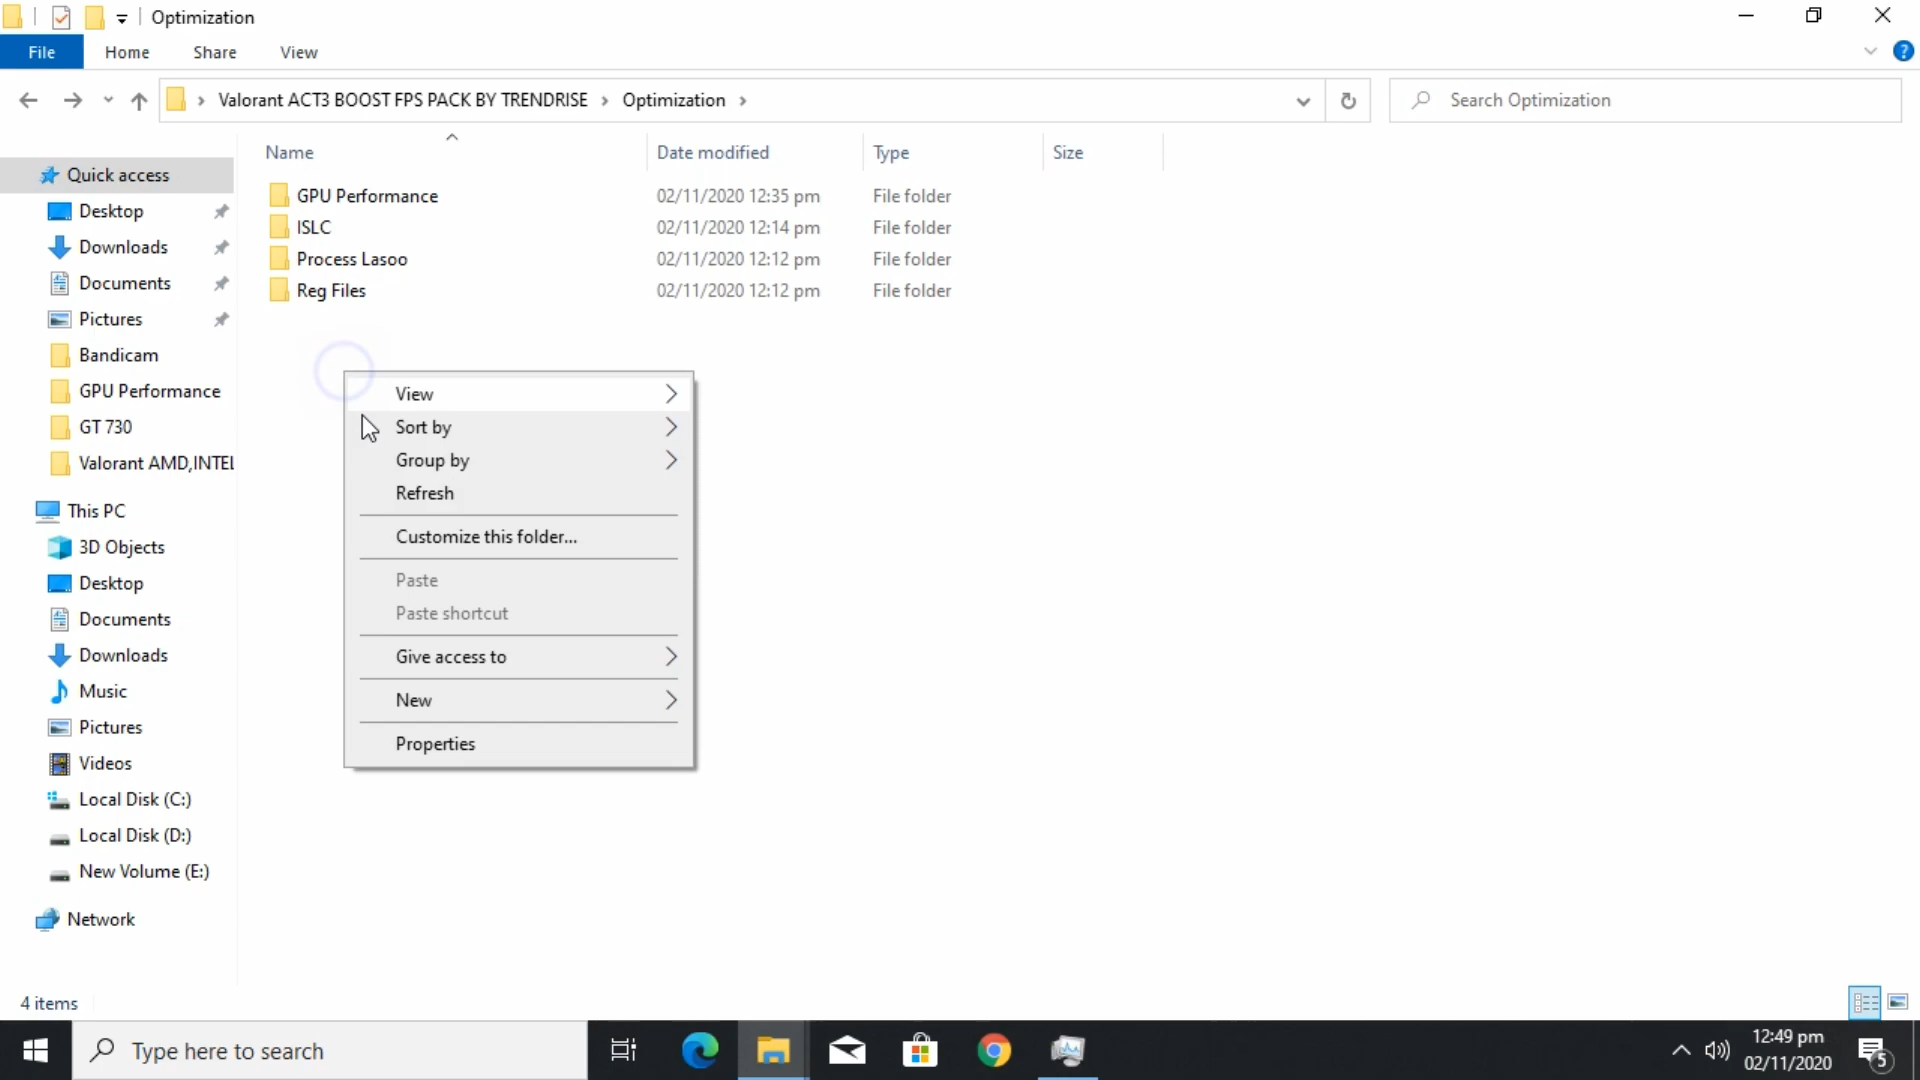 Optimization
File
Home
Share
View
?
Valorant ACT3 BOOST FPS PACK BY TRENDRISE
Optimization
Search Optimization
Name
Date modified
Type
Size
Quick access
Desktop
Downloads
Documents
Pictures
Bandicam
GPU Performance
GT 730
Valorant AMD,INTEL
This PC
3D Objects
Desktop
Documents
Downloads
Music
Pictures
Videos
Local Disk (C:)
Local Disk (D:)
New Volume (E:)
Network
GPU Performance 02/11/2020 12:35 pm File folder
ISLC 02/11/2020 12:14 pm File folder
Process Lasoo 02/11/2020 12:12 pm File folder
Reg Files 02/11/2020 12:12 pm File folder
View
Sort by
Group by
Refresh
Customize this folder...
Paste
Paste shortcut
Give access to
New
Properties
4 items
Type here to search
12:49 pm
02/11/2020
5